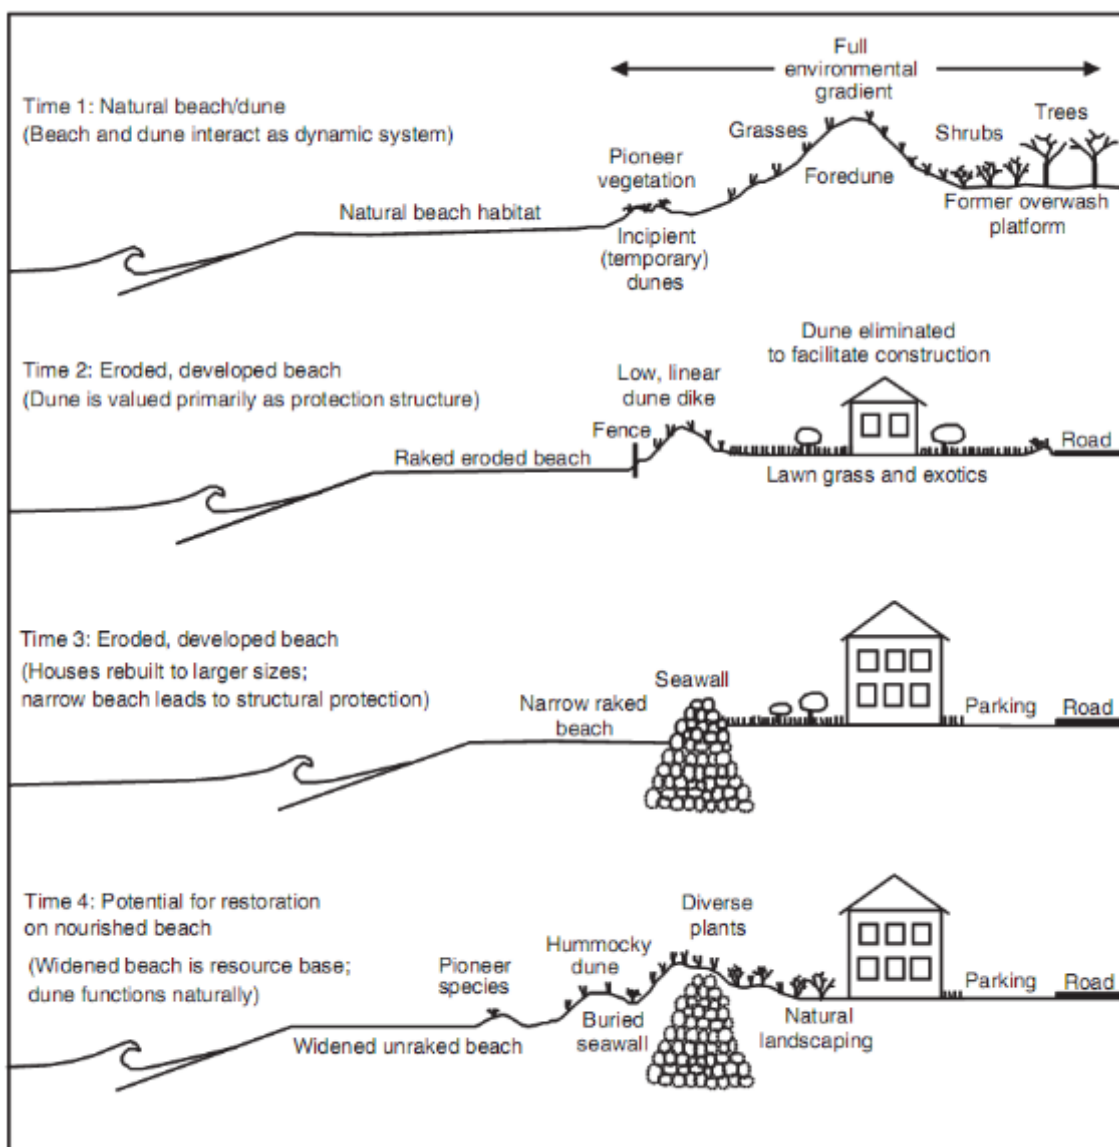 Full
environmental
gradient
Time 1: Natural beach/dune
(Beach and dune interact as dynamic system)
Grasses
Shrubs
Trees
Pioneer
vegetation
Foredune
Natural beach habitat
Former overwash
platform
Incipient
(temporary)
dunes
Dune eliminated
to facilitate construction
Time 2: Eroded, developed beach
(Dune is valued primarily as protection structure)
Low, linear
dune dike
Fence
Road
Raked eroded beach
Lawn grass and exotics
Time 3: Eroded, developed beach
(Houses rebuilt to larger sizes;
narrow beach leads to structural protection)
Seawall
Narrow raked
beach
Parking
Road
Time 4: Potential for restoration
on nourished beach
(Widened beach is resource base;
dune functions naturally)
Diverse
plants
Hummocky
dune
Pioneer
species
Parking
Road
Buried
seawall
Natural
landscaping
Widened unraked beach